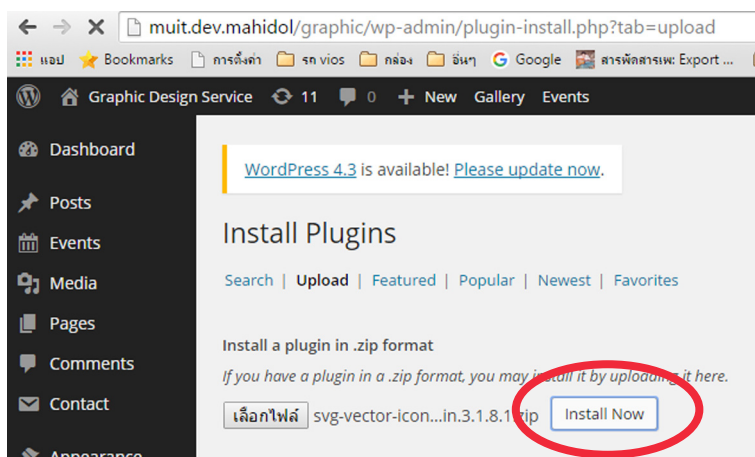 muit.dev.mahidol/graphic/wp-admin/plugin-install.php?tab=upload
แอป Bookmarks การตั้งค่า รถ vios กล่อง อื่นๆ Google สารพัดสารเพ: Export ...
Graphic Design Service 11 0 + New Gallery Events
Dashboard
WordPress 4.3 is available! Please update now.
Posts
Install Plugins
Events
Media
Search | Upload | Featured | Popular | Newest | Favorites
Pages
Install a plugin in .zip format
Comments
If you have a plugin in a .zip format, you may install it by uploading it here.
Contact
เลือกไฟล์ svg-vector-icon...in.3.1.8.1.zip Install Now
Appearance